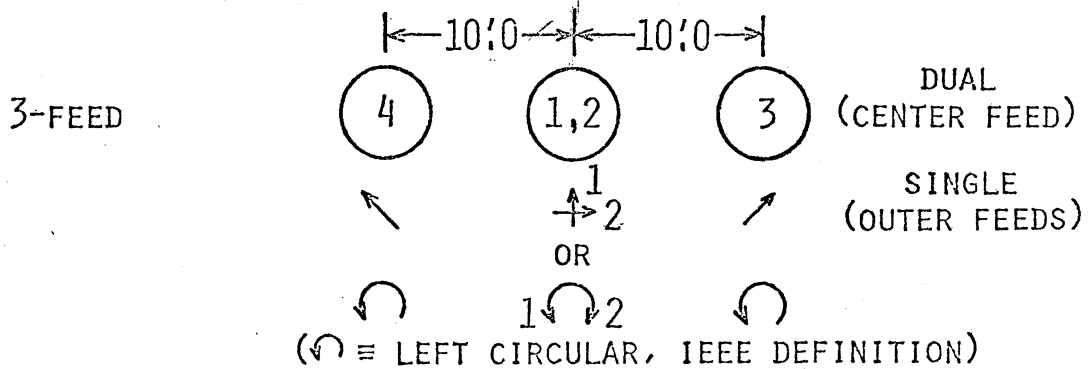 10!0 10!0
3-FEED 4 1,2 3 DUAL
(CENTER FEED)
1
2
SINGLE
(OUTER FEEDS)
OR
1 2
(↶ ≡ LEFT CIRCULAR, IEEE DEFINITION)